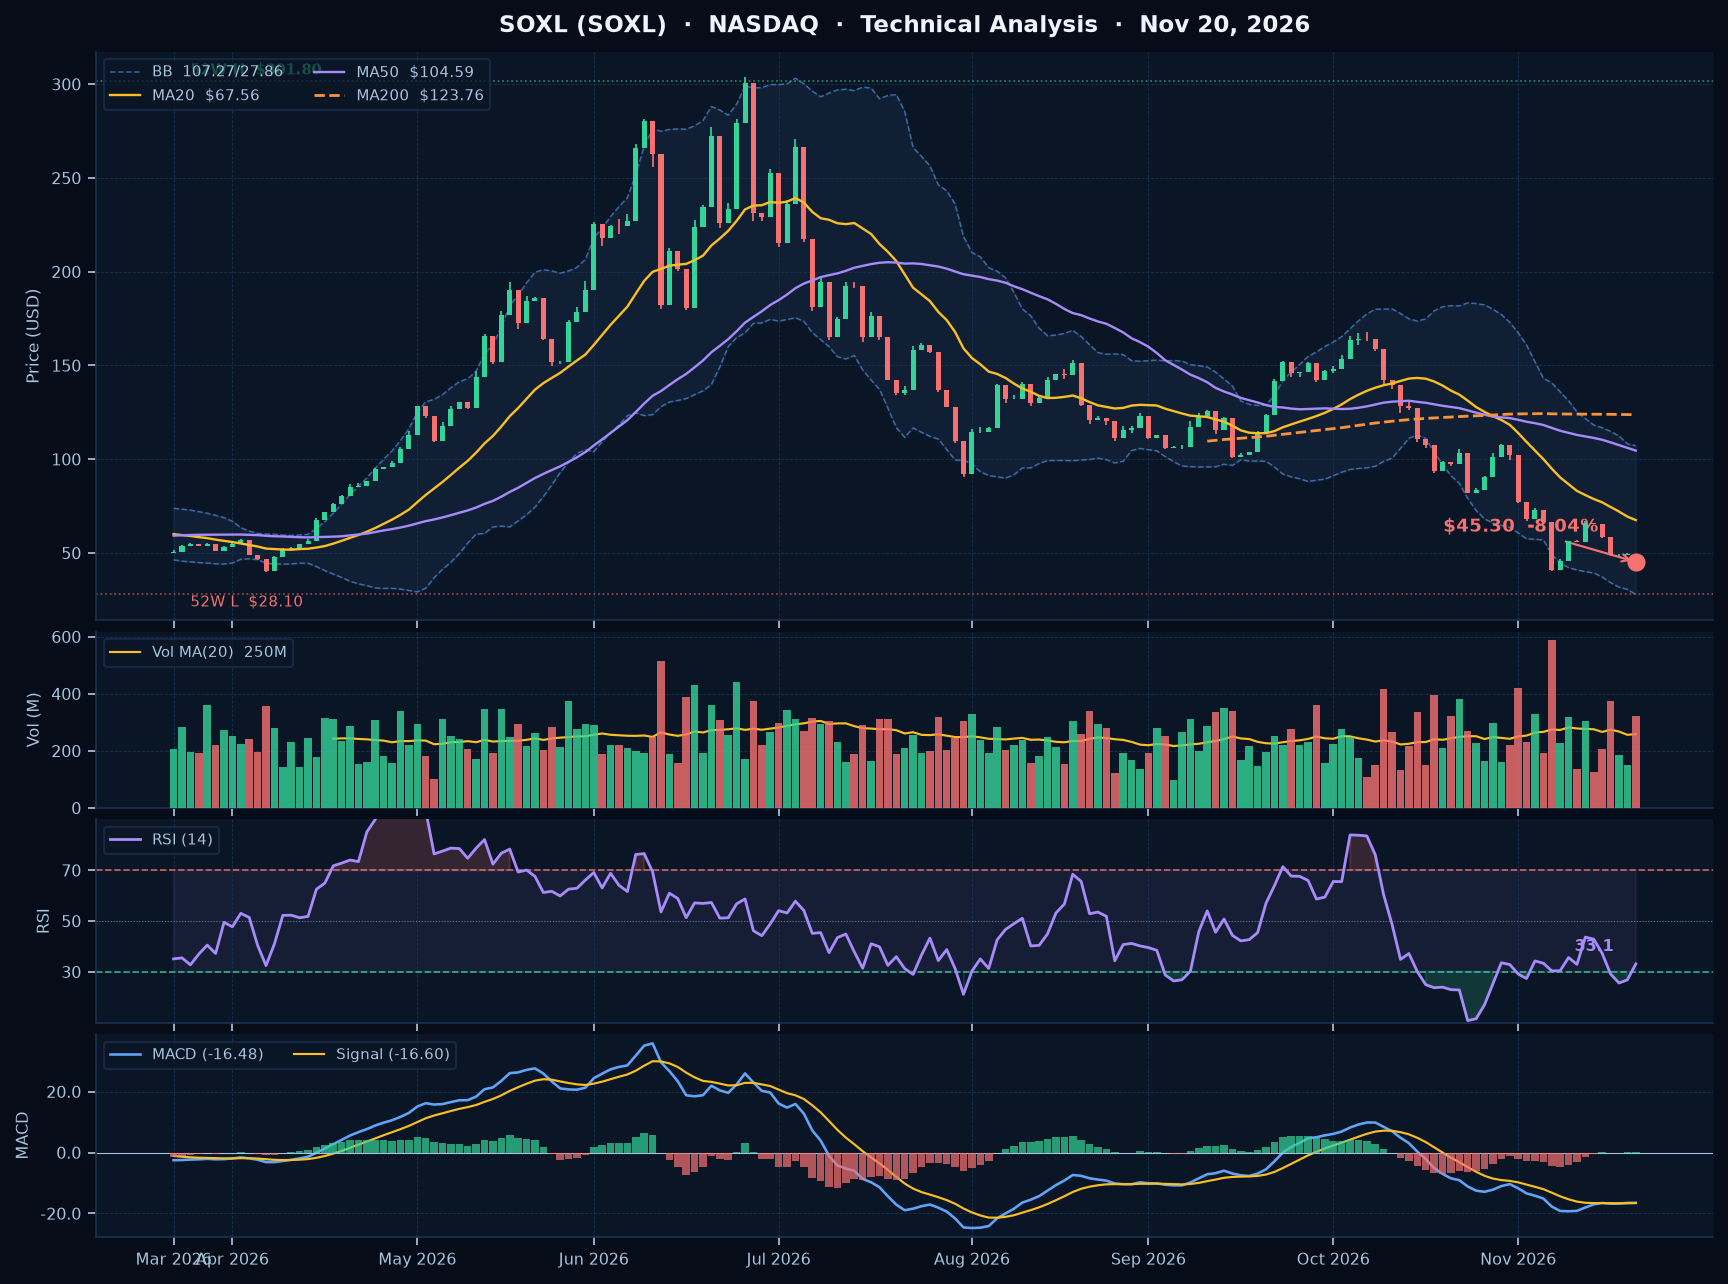 SOXL (SOXL)  ·  NASDAQ  ·  Technical Analysis  ·  Nov 20, 2026
BB 107.27/27.86
MA50 $104.59
MA20 $67.56
MA200 $123.76
300
250
200
150
100
50
Price (USD)
$45.30 -8.04%
52W L $28.10
Vol MA(20) 250M
600
400
200
0
Vol (M)
RSI (14)
70
50
30
RSI
33.1
MACD (-16.48)
Signal (-16.60)
20.0
0.0
-20.0
MACD
Mar 2026
Apr 2026
May 2026
Jun 2026
Jul 2026
Aug 2026
Sep 2026
Oct 2026
Nov 2026